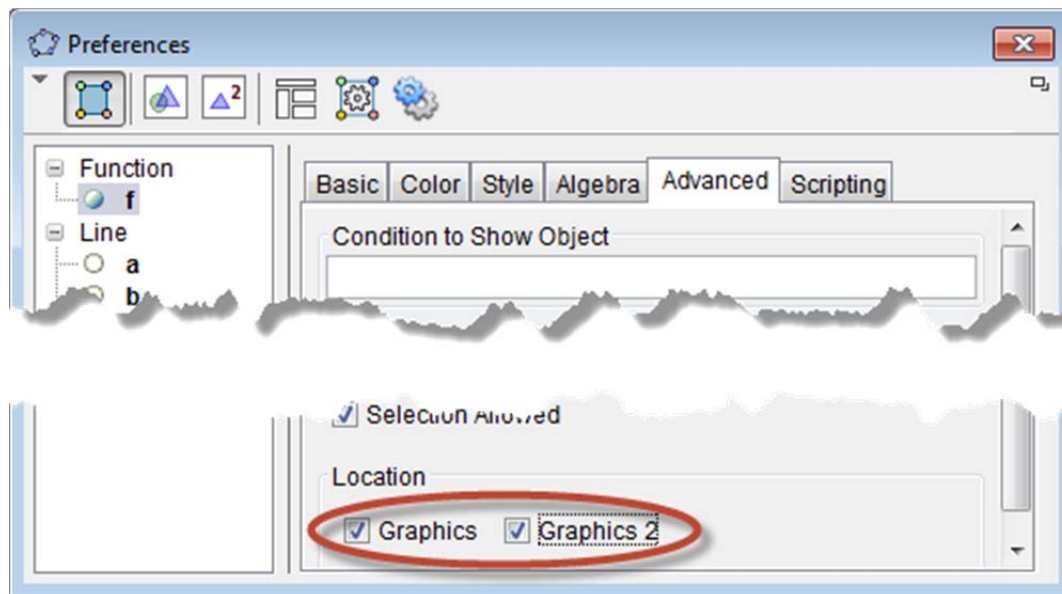 Preferences
2
Function
f
Line
a
b
Basic Color Style Algebra Advanced Scripting
Condition to Show Object
Selection Allowed
Location
Graphics Graphics 2